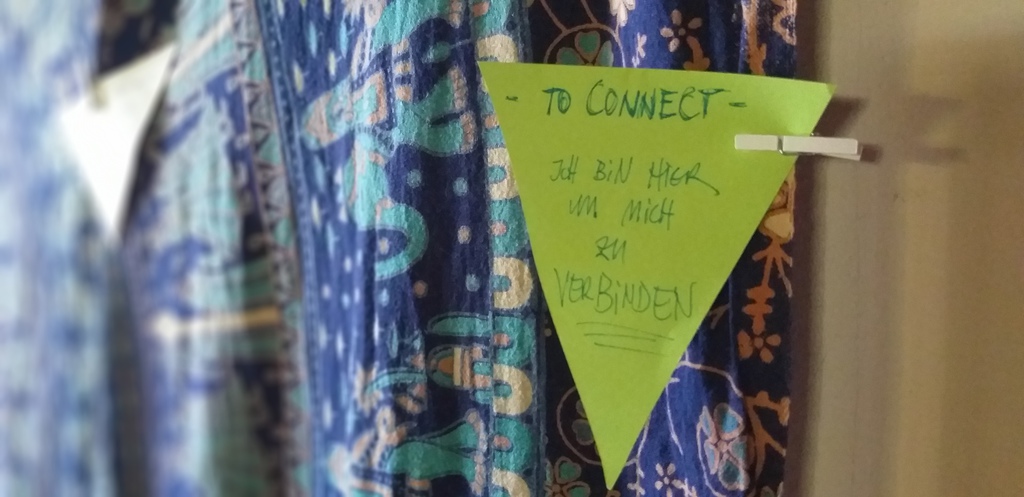 - TO CONNECT -
ICH BIN HIER
UM MICH
ZU
VERBINDEN